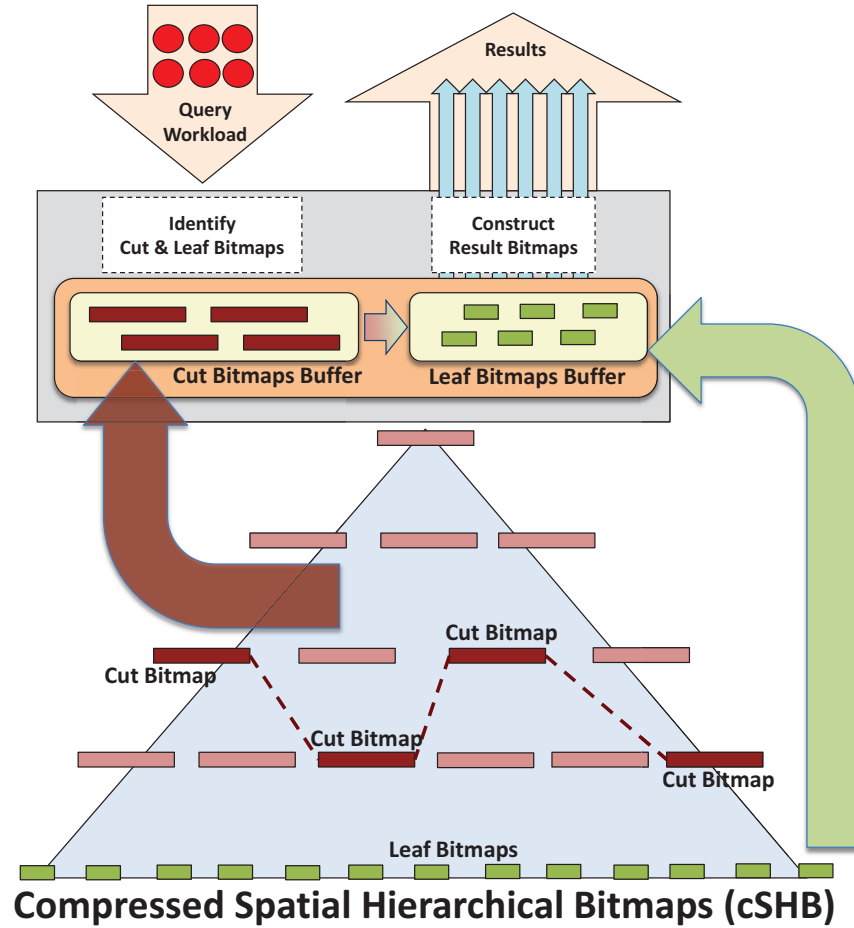 Query
Workload
Results
Identify
Cut & Leaf Bitmaps
Construct
Result Bitmaps
Cut Bitmaps Buffer
Leaf Bitmaps Buffer
Cut Bitmap
Cut Bitmap
Cut Bitmap
Cut Bitmap
Leaf Bitmaps
Compressed Spatial Hierarchical Bitmaps (cSHB)